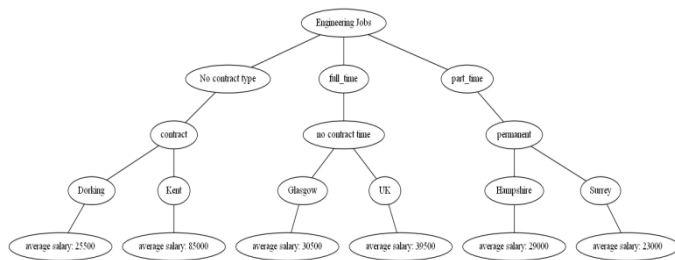 Engineering Jobs
No contract type
full_time
part_time
contract
no contract time
permanent
Dorking
Kent
Glasgow
UK
Hampshire
Surrey
average salary: 25500
average salary: 85000
average salary: 30500
average salary: 39500
average salary: 29000
average salary: 23000